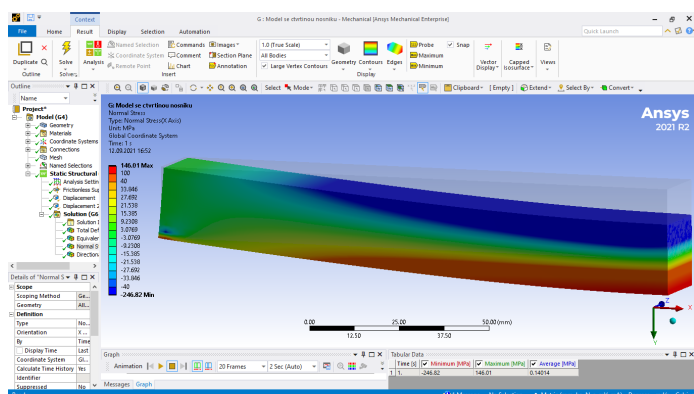 Context
G : Model se ctvrtinou nosniku - Mechanical [Ansys Mechanical Enterprise]
File Home Result Display Selection Automation
Quick Launch
Duplicate Q Solve Analysis
Named Selection Commands Images
Coordinate System Comment Section Plane
Remote Point Chart Annotation
1.0 (True Scale)
All Bodies
Large Vertex Contours
Geometry Contours Edges
Probe Snap
Maximum
Minimum
Vector Display
Capped Isosurface
Views
Outline Solver Insert Display
Outline
Name
Select Mode Clipboard [ Empty ] Extend Select By Convert
Project*
Model (G4)
Geometry
Materials
Coordinate Systems
Connections
Mesh
Named Selections
Static Structural
Analysis Settin
Frictionless Sup
Displacement
Displacement 2
Solution (G6
Solution I
Total Def
Equivaler
Normal S
Direction
G: Model se ctvrtinou nosniku
Normal Stress
Type: Normal Stress(X Axis)
Unit: MPa
Global Coordinate System
Time: 1 s
12.09.2021 16:52
146.01 Max
100
40
33.846
27.692
21.538
15.385
9.2308
3.0769
-3.0769
-9.2308
-15.385
-21.538
-27.692
-33.846
-40
-246.82 Min
Ansys
2021 R2
0.00 25.00 50.00 (mm)
12.50 37.50
Z
X
Y
Details of "Normal S
Scope
Scoping Method Ge...
Geometry All...
Definition
Type No...
Orientation X ...
By Time
Display Time Last
Coordinate System Gl...
Calculate Time History Yes
Identifier
Suppressed No
Graph
Animation 20 Frames 2 Sec (Auto)
Messages Graph
Tabular Data
Time [s] Minimum [MPa] Maximum [MPa] Average [MPa]
1 1. -246.82 146.01 0.14014